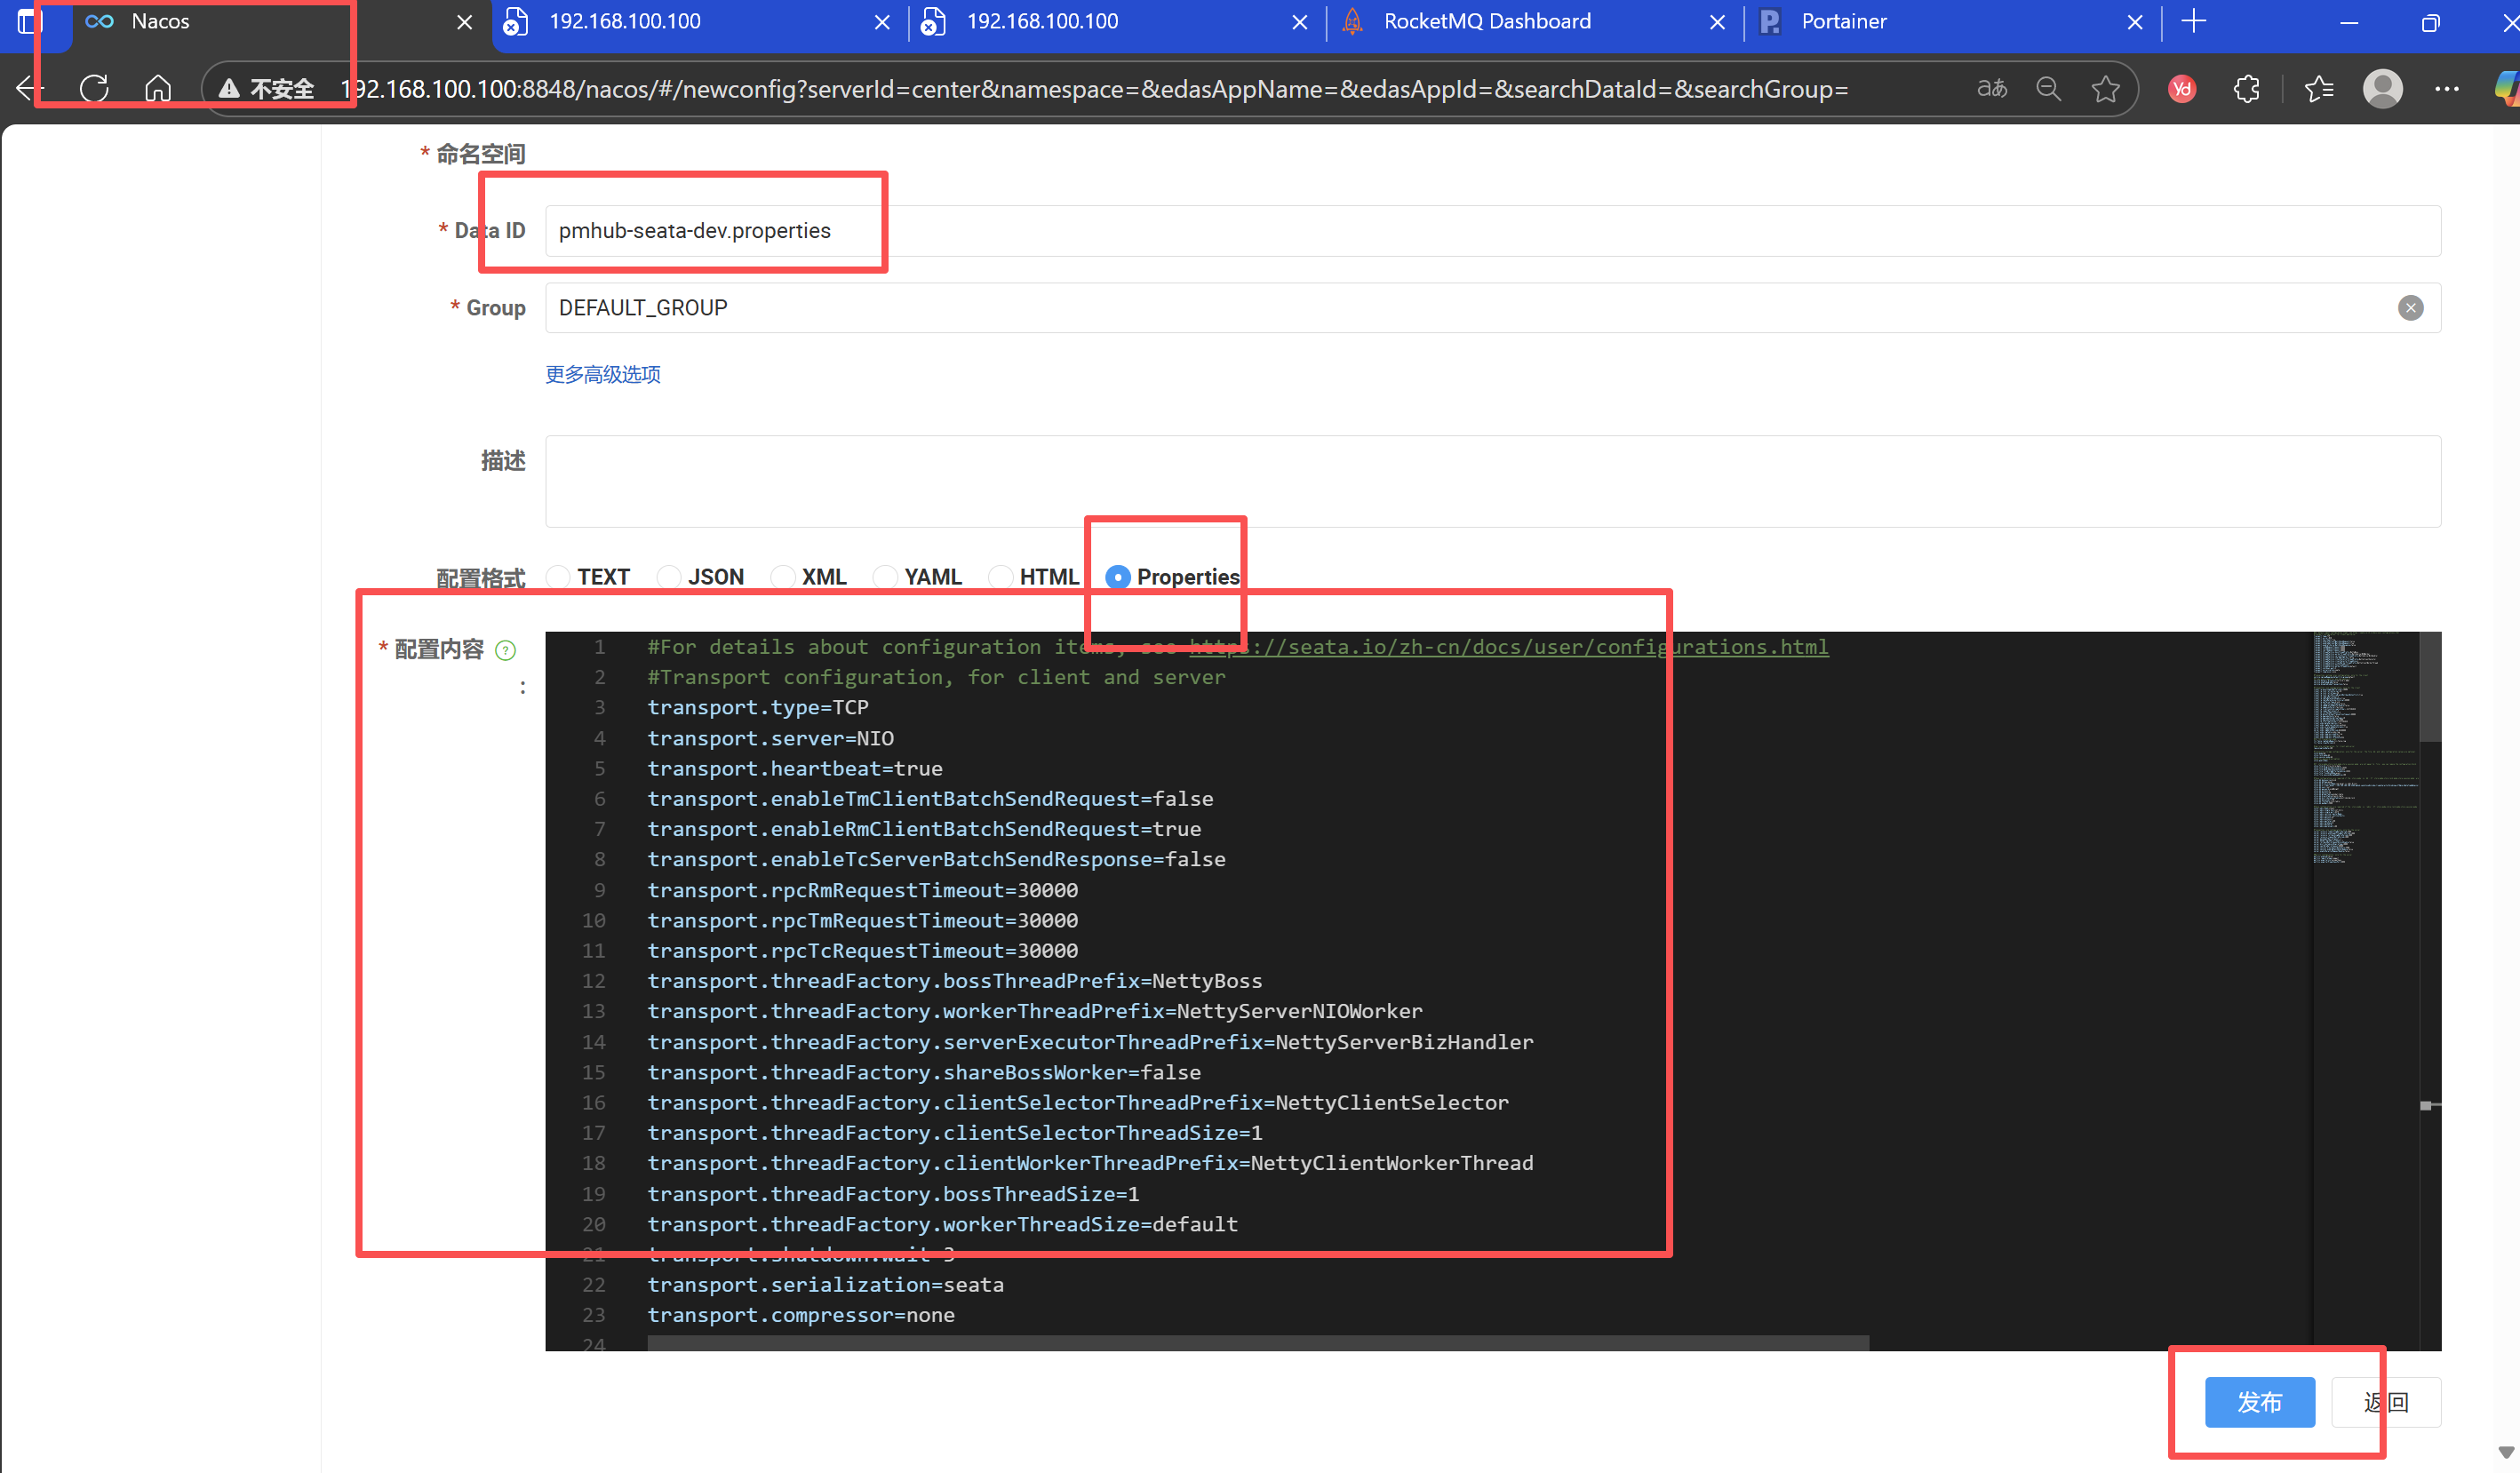 Nacos
192.168.100.100
192.168.100.100
RocketMQ Dashboard
Portainer
不安全
192.168.100.100:8848/nacos/#/newconfig?serverId=center&namespace=&edasAppName=&edasAppId=&searchDataId=&searchGroup=
* 命名空间
* Data ID
pmhub-seata-dev.properties
* Group
DEFAULT_GROUP
更多高级选项
描述
配置格式
TEXT JSON XML YAML HTML Properties
* 配置内容 ? :
1 #For details about configuration items, see https://seata.io/zh-cn/docs/user/configurations.html
2 #Transport configuration, for client and server
3 transport.type=TCP
4 transport.server=NIO
5 transport.heartbeat=true
6 transport.enableTmClientBatchSendRequest=false
7 transport.enableRmClientBatchSendRequest=true
8 transport.enableTcServerBatchSendResponse=false
9 transport.rpcRmRequestTimeout=30000
10 transport.rpcTmRequestTimeout=30000
11 transport.rpcTcRequestTimeout=30000
12 transport.threadFactory.bossThreadPrefix=NettyBoss
13 transport.threadFactory.workerThreadPrefix=NettyServerNIOWorker
14 transport.threadFactory.serverExecutorThreadPrefix=NettyServerBizHandler
15 transport.threadFactory.shareBossWorker=false
16 transport.threadFactory.clientSelectorThreadPrefix=NettyClientSelector
17 transport.threadFactory.clientSelectorThreadSize=1
18 transport.threadFactory.clientWorkerThreadPrefix=NettyClientWorkerThread
19 transport.threadFactory.bossThreadSize=1
20 transport.threadFactory.workerThreadSize=default
21 transport.shutdown.wait=3
22 transport.serialization=seata
23 transport.compressor=none
24
发布
返回